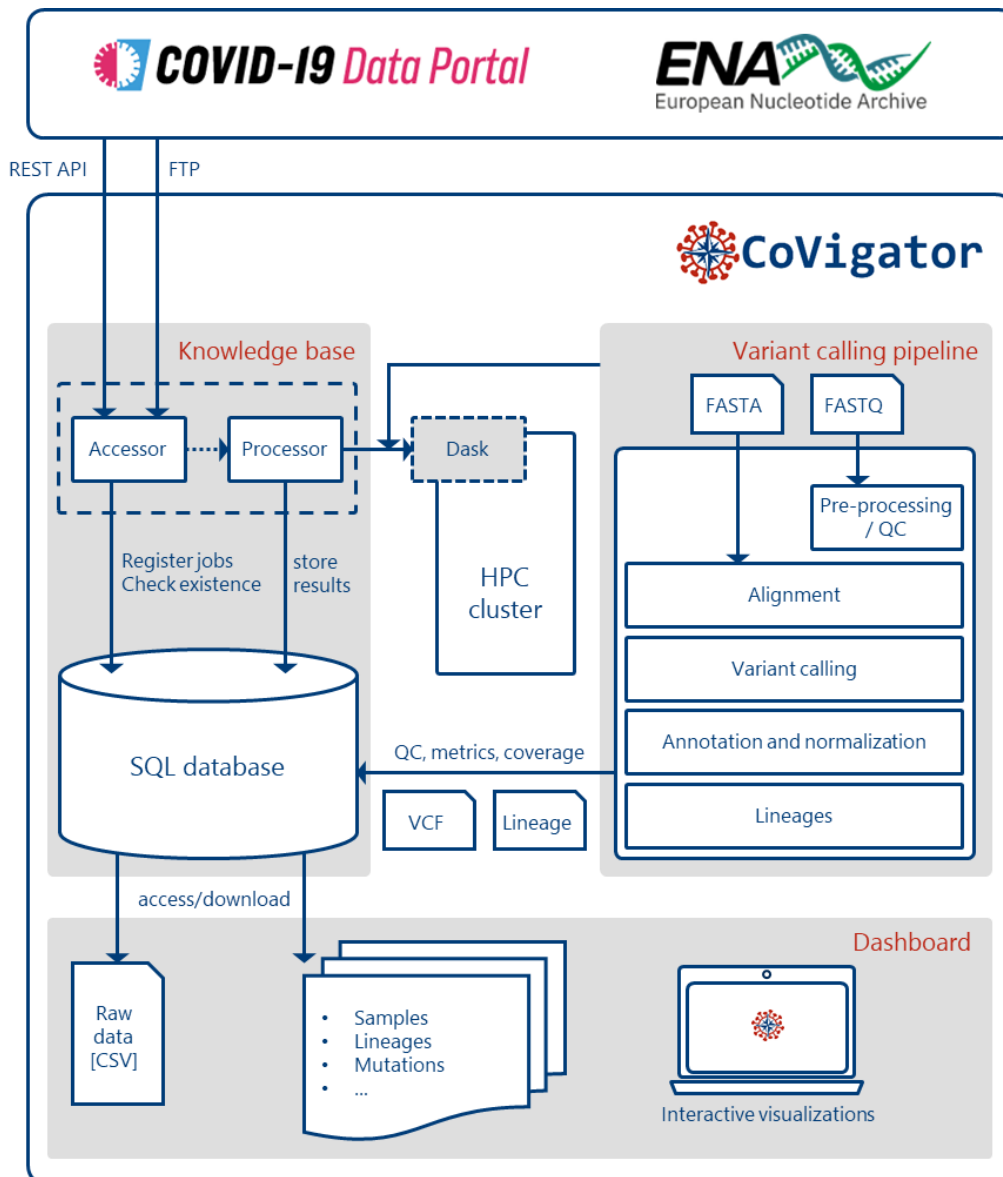 COVID-19 Data Portal
ENA
European Nucleotide Archive
REST API
FTP
CoVigator
Knowledge base
Variant calling pipeline
FASTA
FASTQ
Accessor
Processor
Dask
Pre-processing
/ QC
Register jobs
Check existence
store
results
HPC
cluster
Alignment
Variant calling
Annotation and normalization
Lineages
SQL database
QC, metrics, coverage
VCF
Lineage
access/download
Dashboard
Raw
data
[CSV]
• Samples
• Lineages
• Mutations
• ...
Interactive visualizations